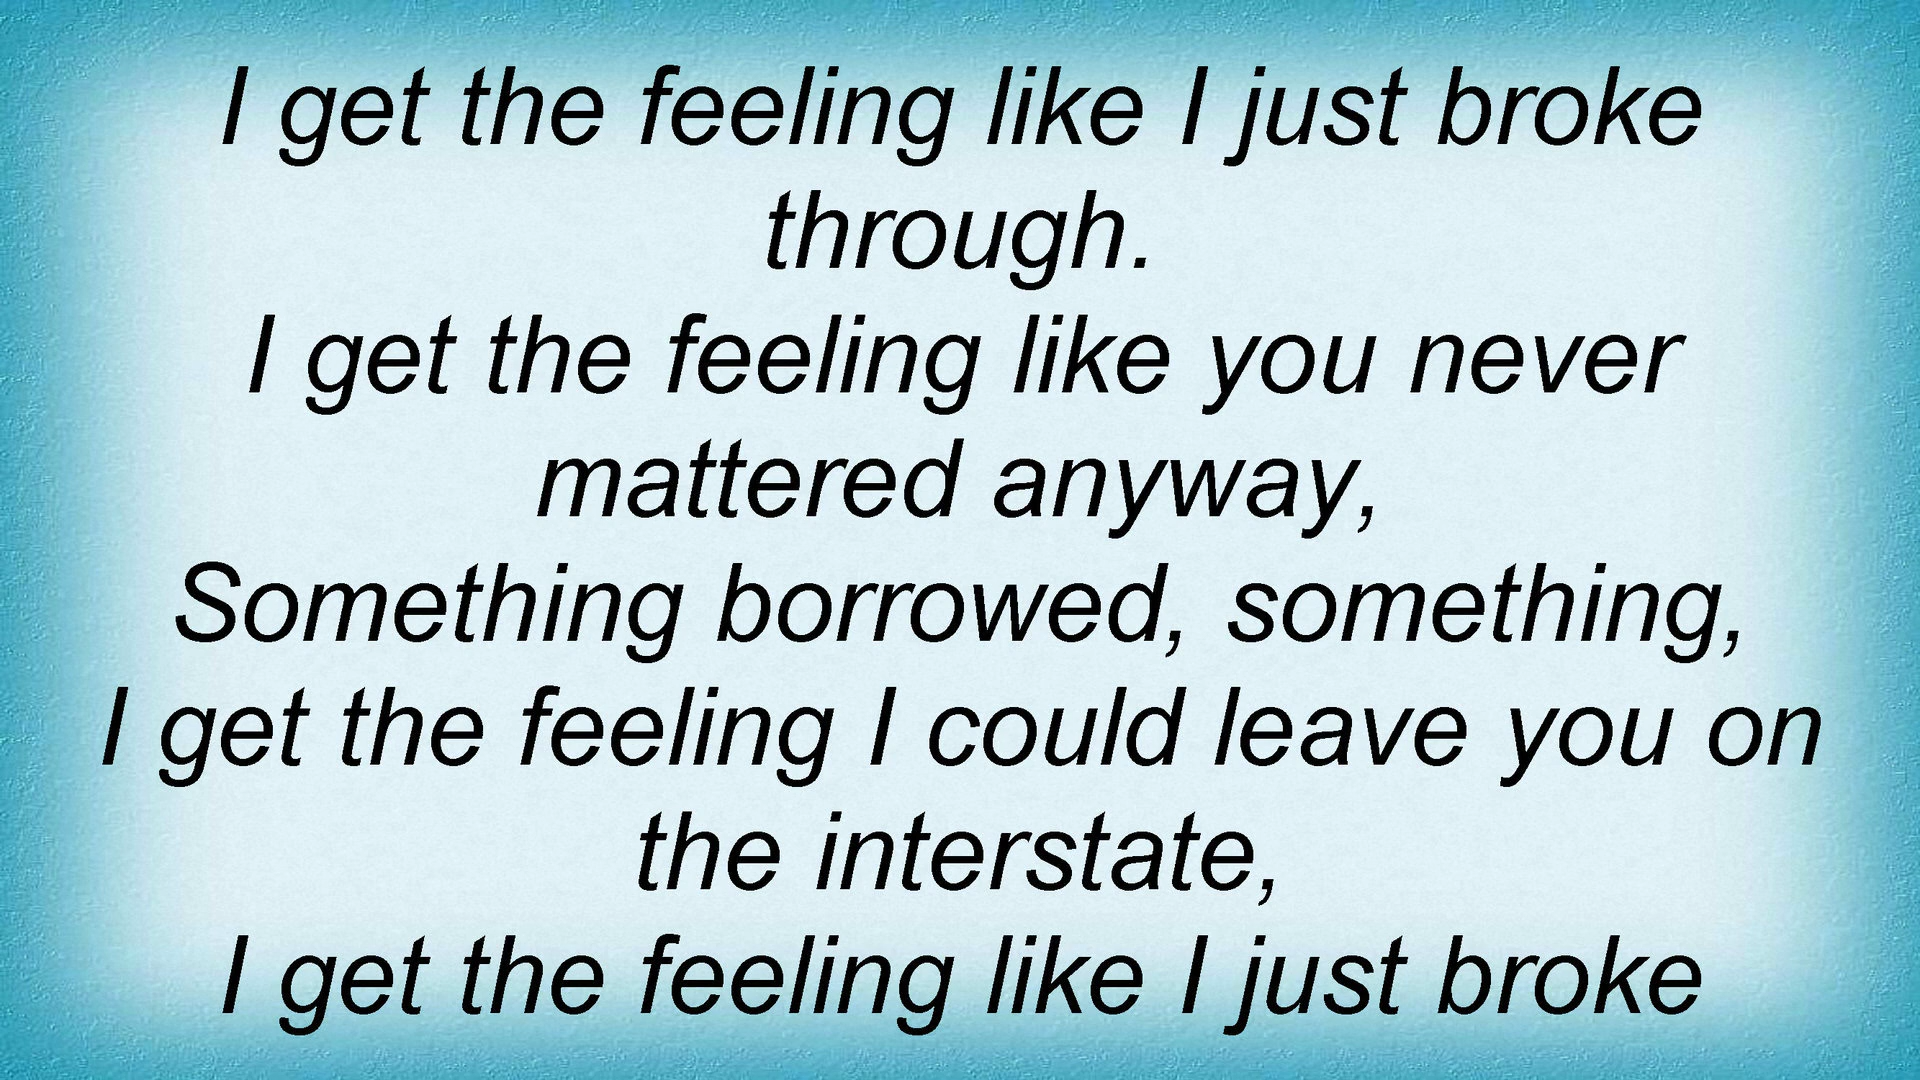 I get the feeling like I just broke
through.
I get the feeling like you never
mattered anyway,
Something borrowed, something,
I get the feeling I could leave you on
the interstate,
I get the feeling like I just broke